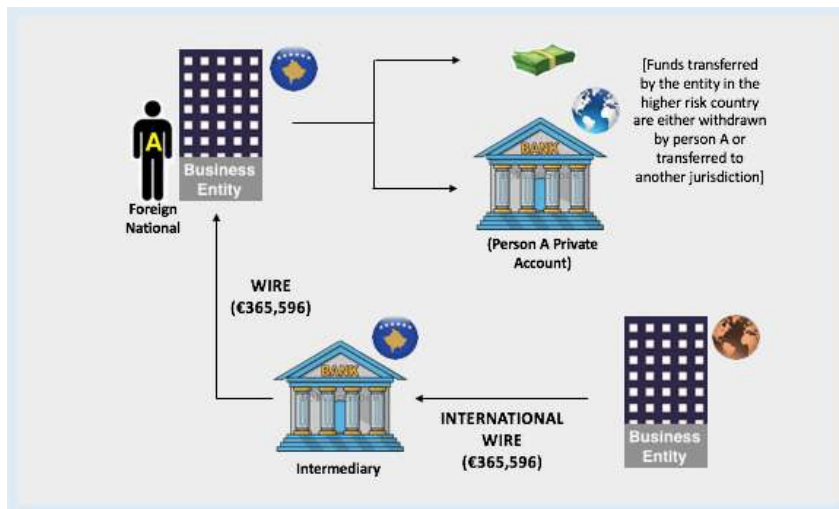 A
Business
Entity
Foreign
National
BANK
(Person A Private
Account)
[Funds transferred
by the entity in the
higher risk country
are either withdrawn
by person A or
transferred to
another jurisdiction]
WIRE
(€365,596)
BANK
Intermediary
INTERNATIONAL
WIRE
(€365,596)
Business
Entity